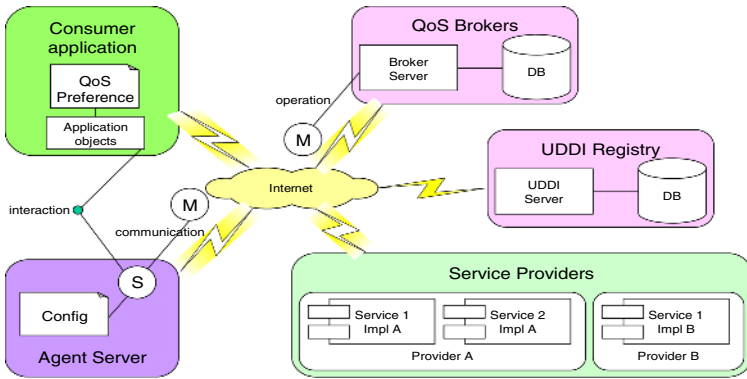 Consumer
application
QoS
Preference
Application
objects
interaction
M
communication
S
Config
Agent Server
Internet
QoS Brokers
Broker
Server
DB
operation
M
UDDI Registry
UDDI
Server
DB
Service Providers
Service 1
Impl A
Service 2
Impl A
Provider A
Service 1
Impl B
Provider B